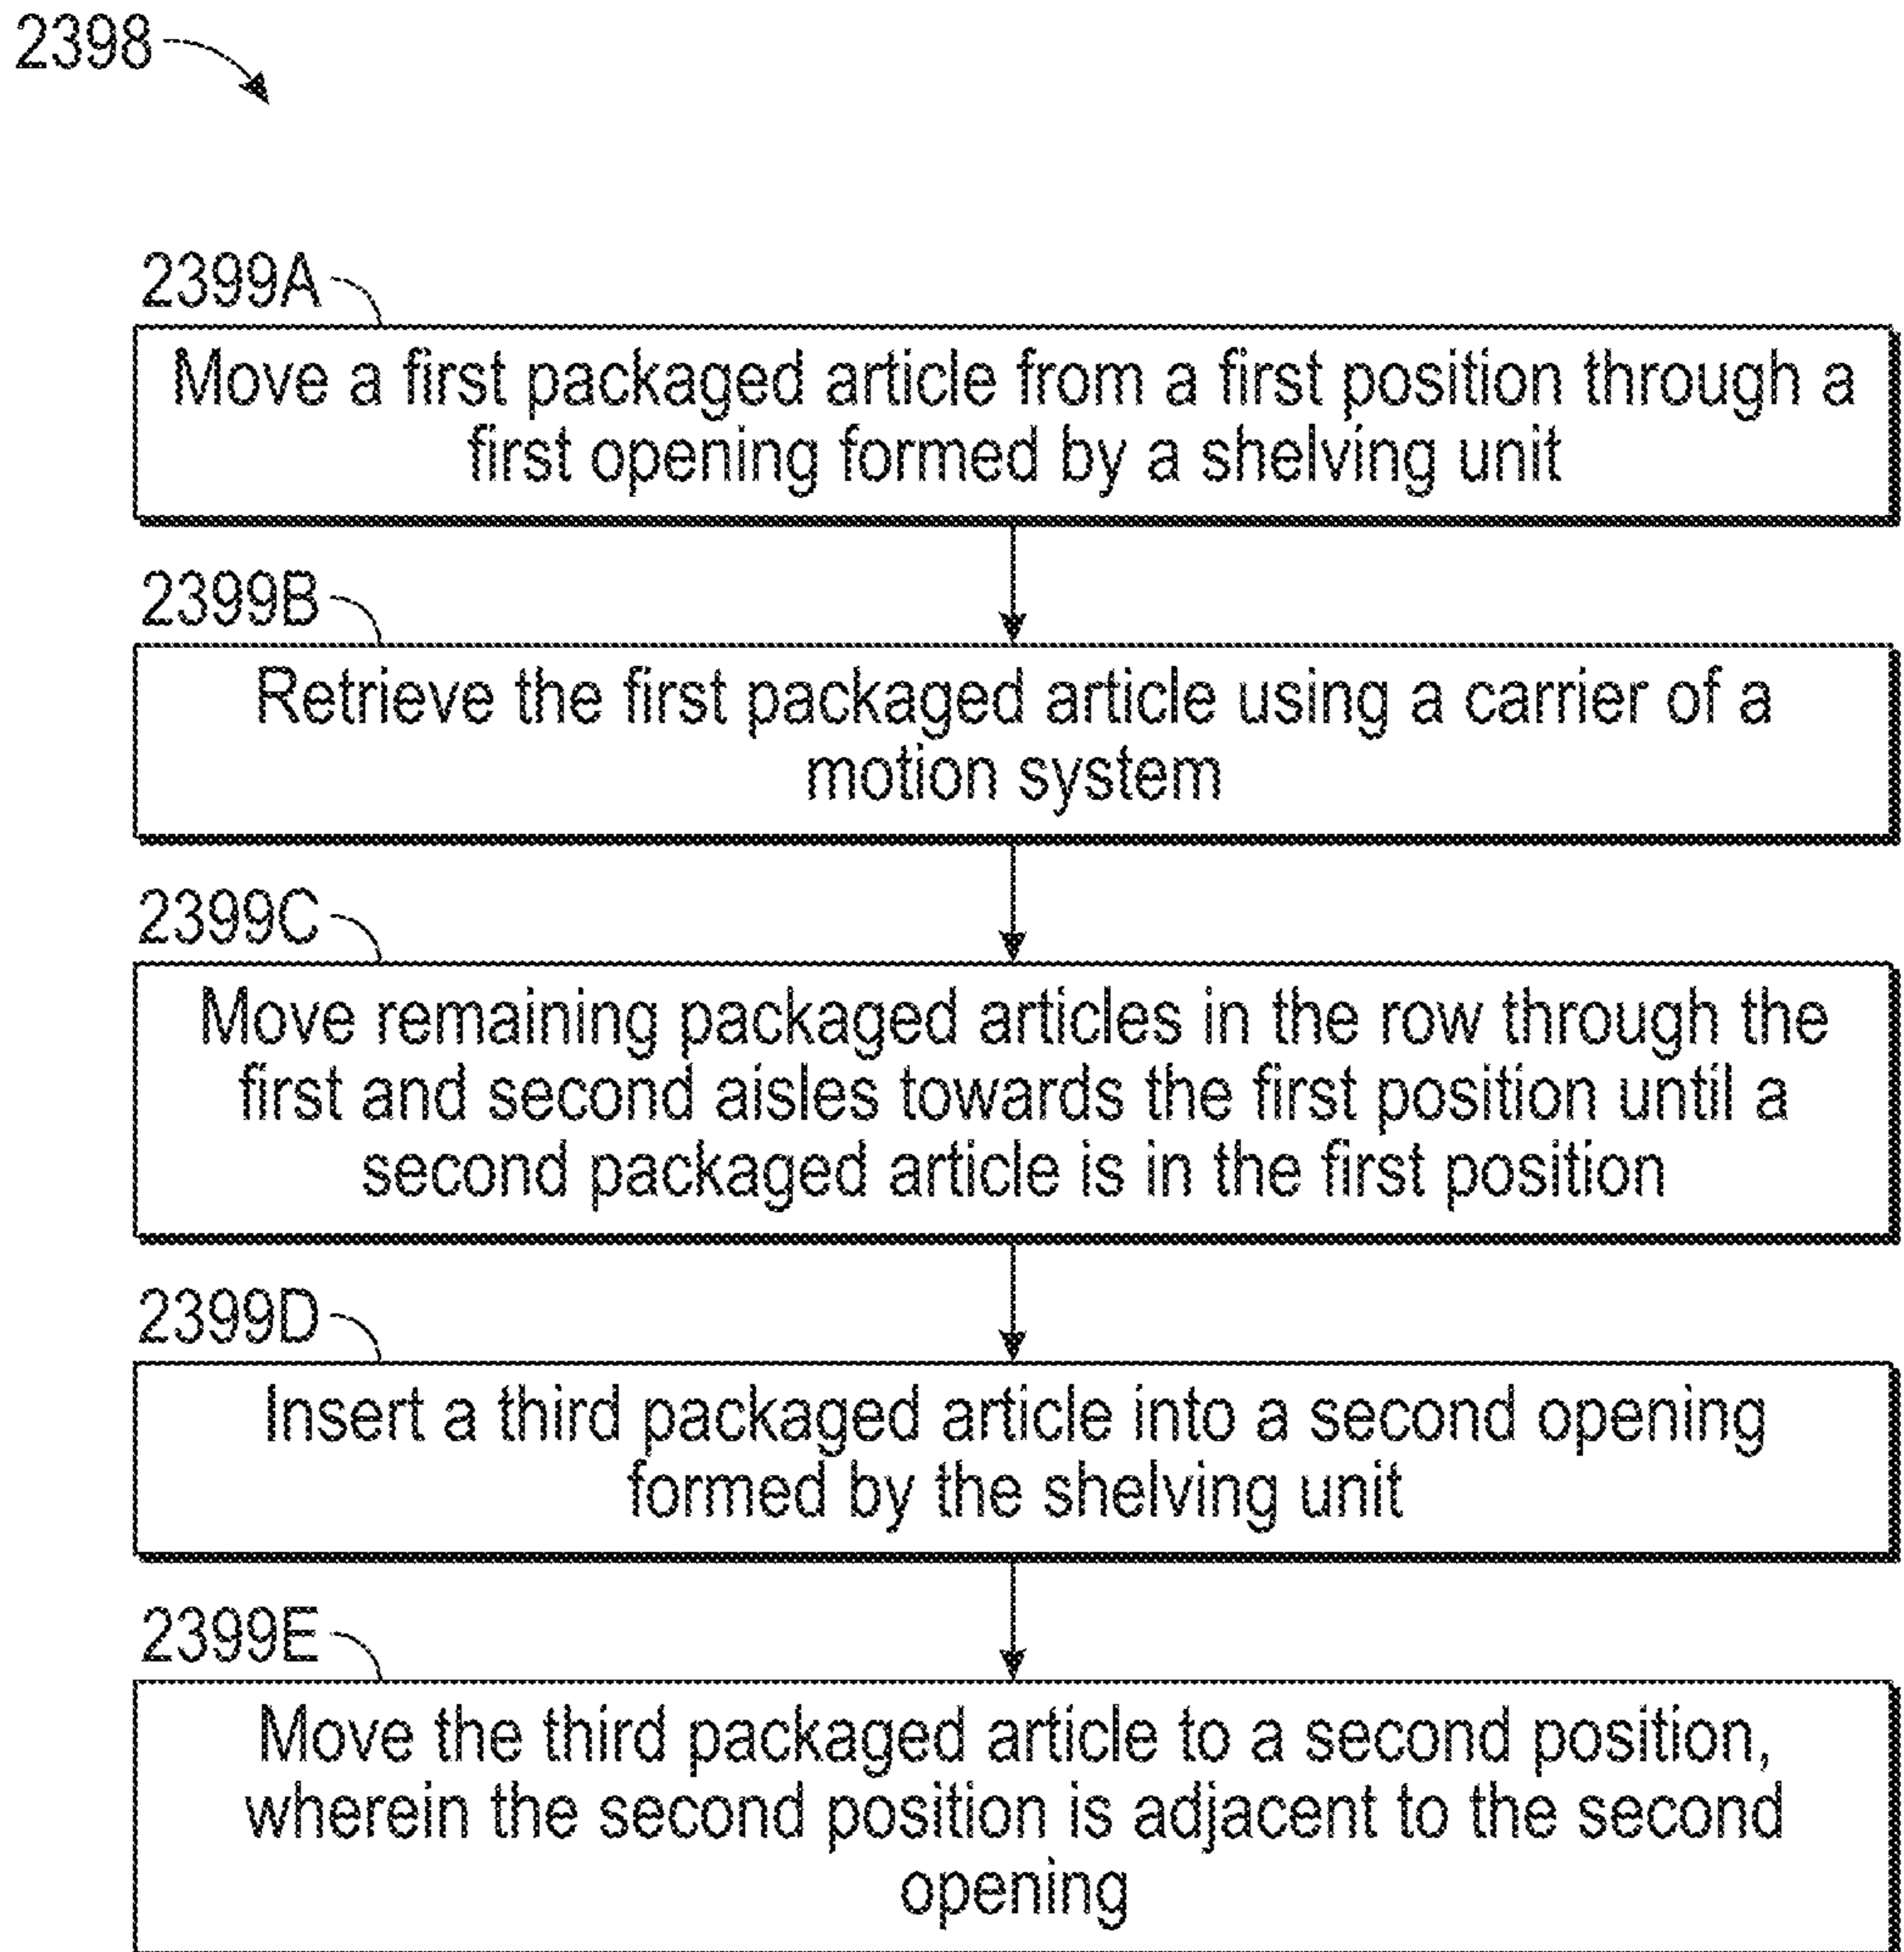 2398
2399A
Move a first packaged article from a first position through a
first opening formed by a shelving unit
2399B
Retrieve the first packaged article using a carrier of a
motion system
2399C
Move remaining packaged articles in the row through the
first and second aisles towards the first position until a
second packaged article is in the first position
2399D
Insert a third packaged article into a second opening
formed by the shelving unit
2399E
Move the third packaged article to a second position,
wherein the second position is adjacent to the second
opening